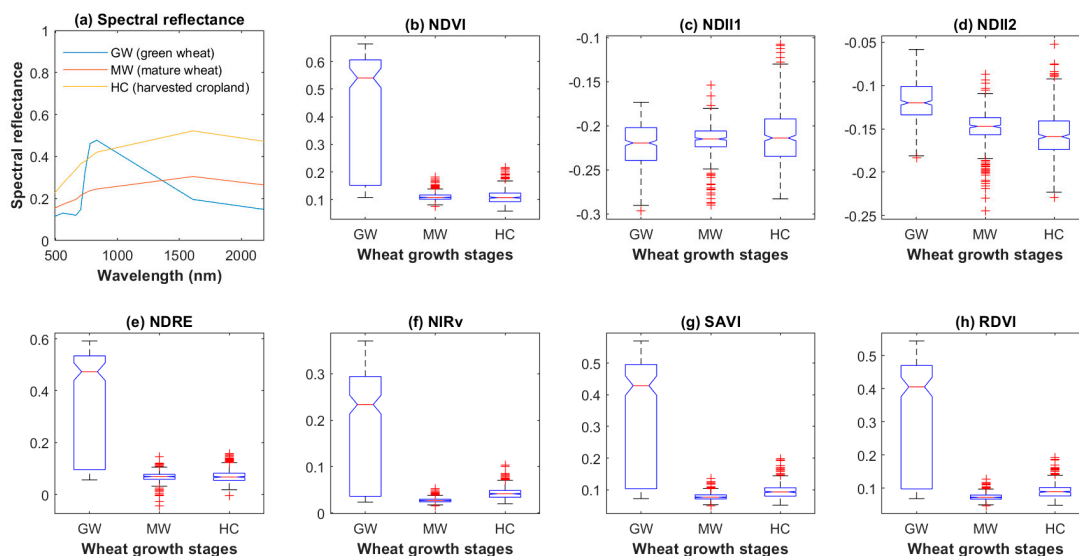 (a) Spectral reflectance
Spectral reflectance
1
0.8
0.6
0.4
0.2
0
GW (green wheat)
MW (mature wheat)
HC (harvested cropland)
500 1000 1500 2000
Wavelength (nm)
(b) NDVI
0.6
0.5
0.4
0.3
0.2
0.1
GW MW HC
Wheat growth stages
(c) NDII1
-0.1
-0.15
-0.2
-0.25
-0.3
GW MW HC
Wheat growth stages
(d) NDII2
-0.05
-0.1
-0.15
-0.2
-0.25
GW MW HC
Wheat growth stages
(e) NDRE
0.6
0.4
0.2
0
GW MW HC
Wheat growth stages
(f) NIRv
0.3
0.2
0.1
0
GW MW HC
Wheat growth stages
(g) SAVI
0.5
0.4
0.3
0.2
0.1
GW MW HC
Wheat growth stages
(h) RDVI
0.5
0.4
0.3
0.2
0.1
GW MW HC
Wheat growth stages